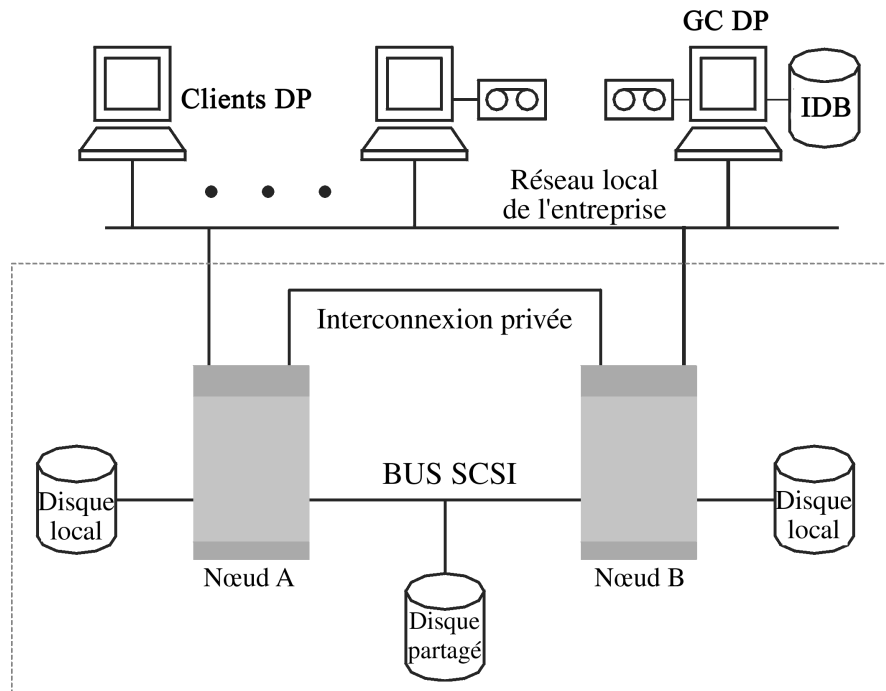 GC DP
Clients DP
IDB
Réseau local
de l'entreprise
Interconnexion privée
BUS SCSI
Disque
local
Disque
local
Nœud A
Nœud B
Disque
partagé